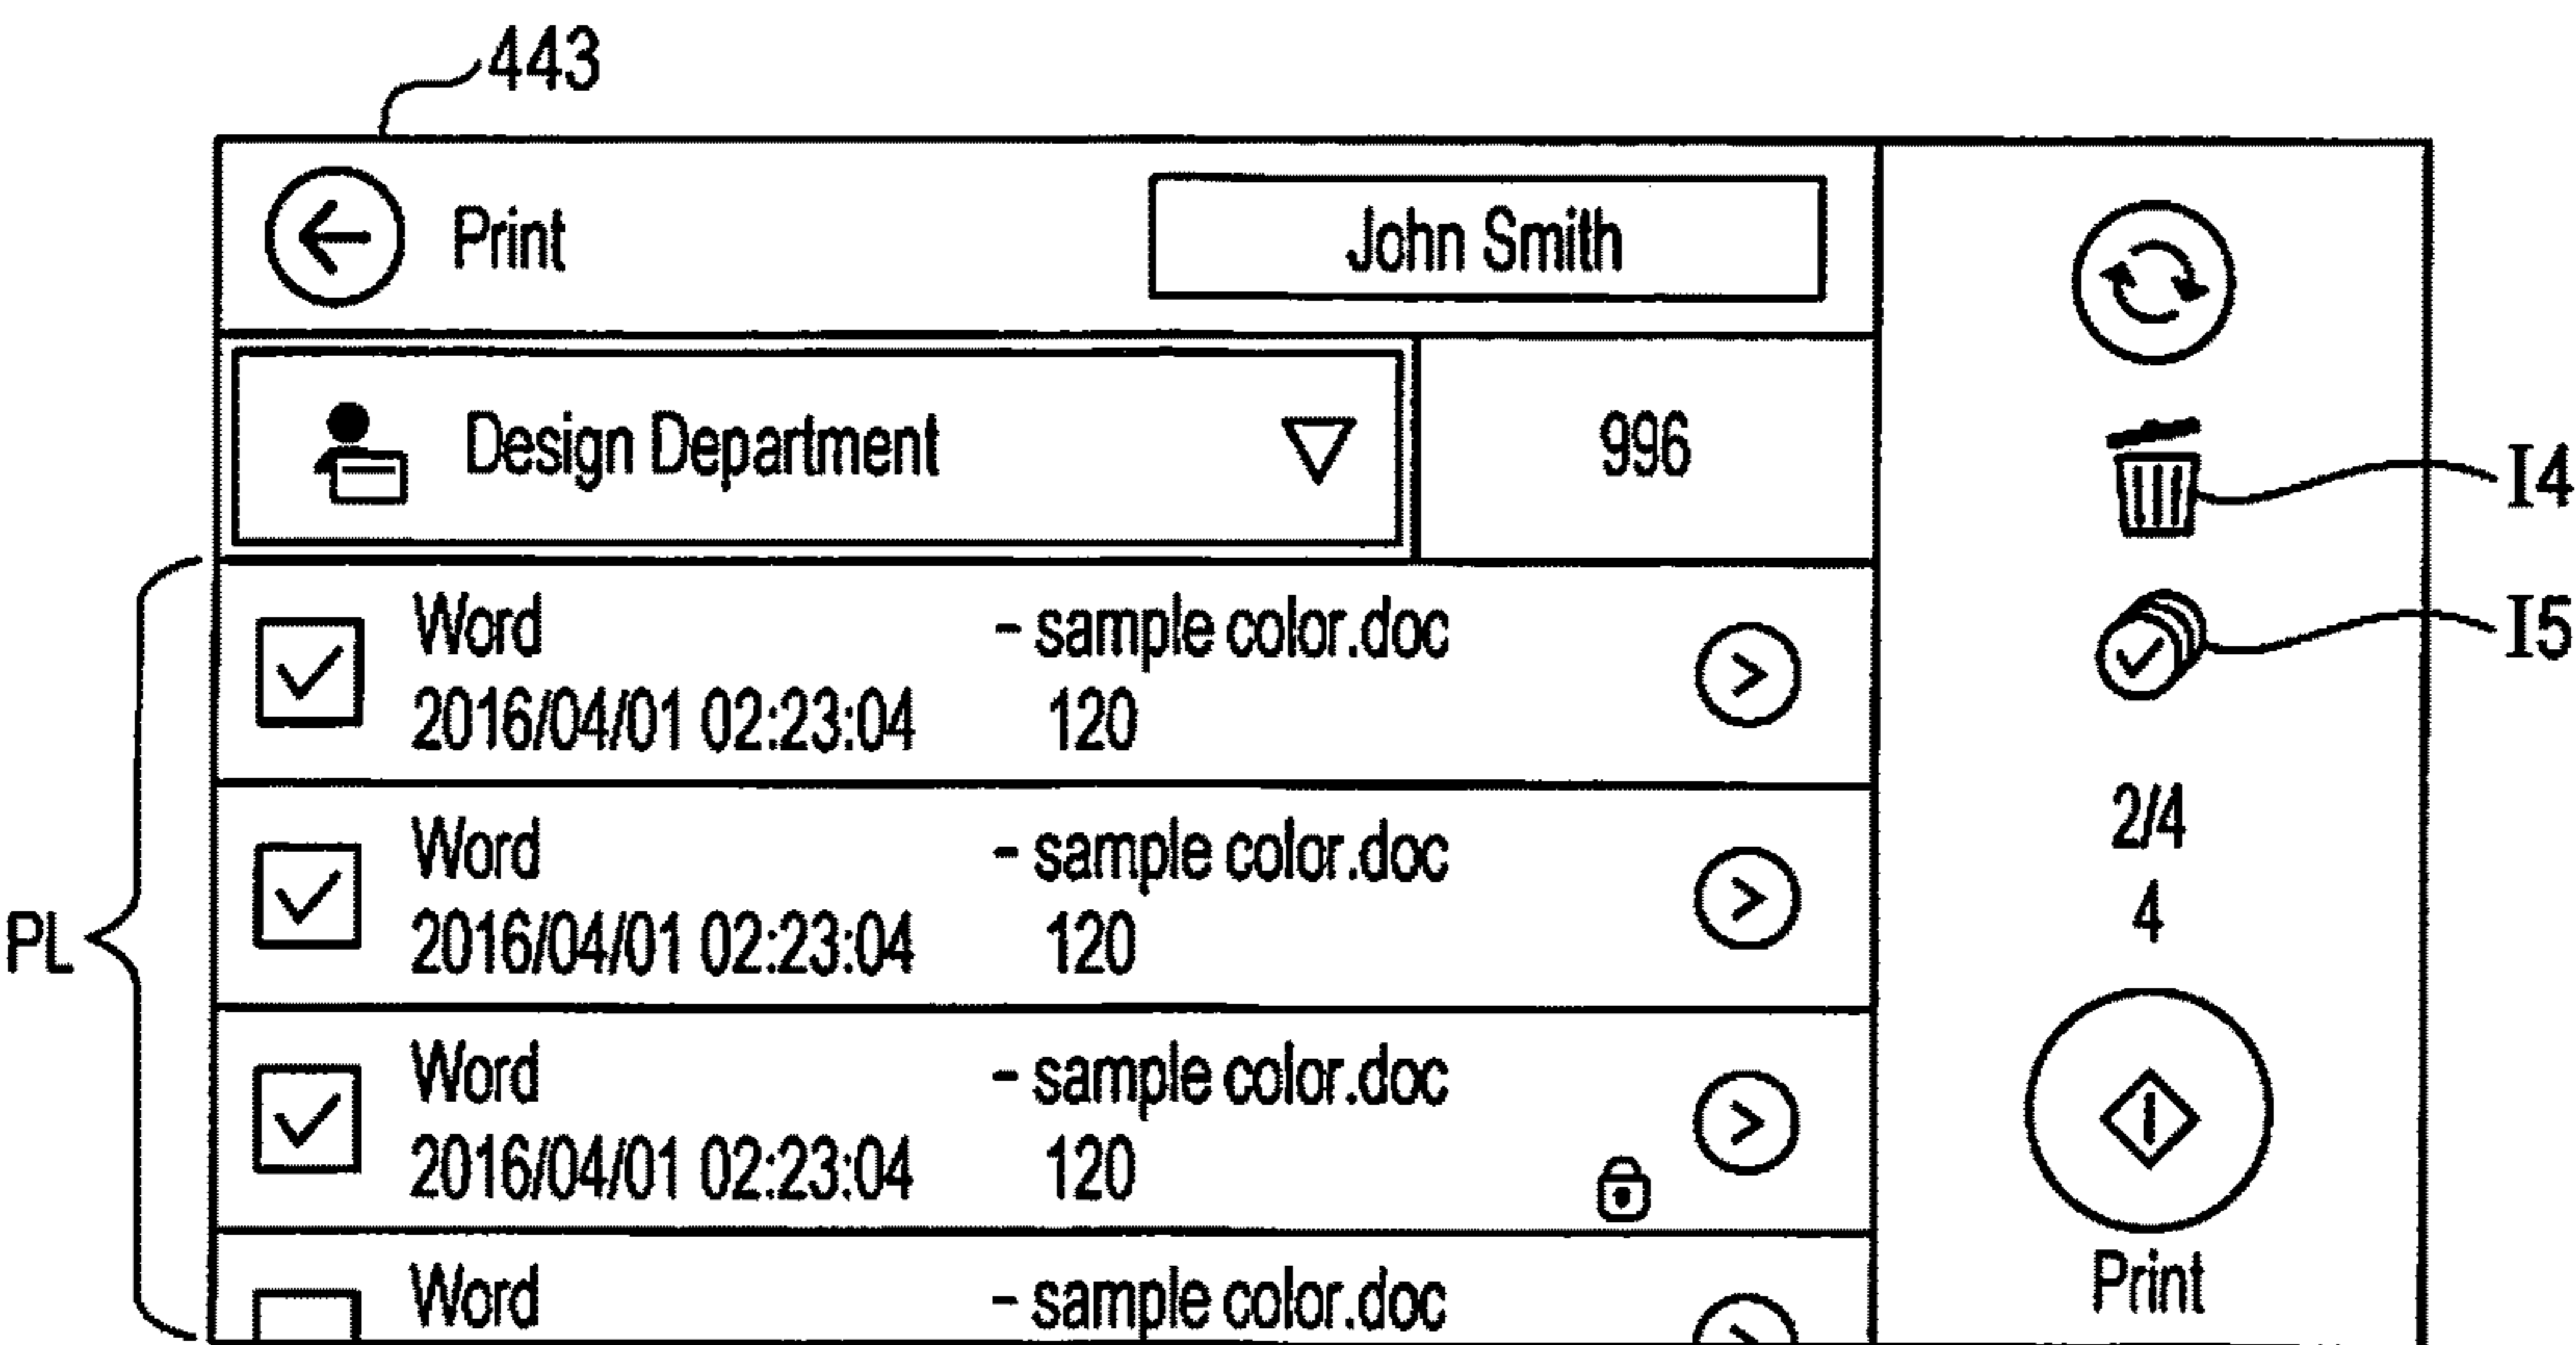 443
Print
John Smith
Design Department
996
I4
Word - sample color.doc
2016/04/01 02:23:04 120
I5
Word - sample color.doc
2016/04/01 02:23:04 120
2/4
4
PL
Word - sample color.doc
2016/04/01 02:23:04 120
Word - sample color.doc
Print